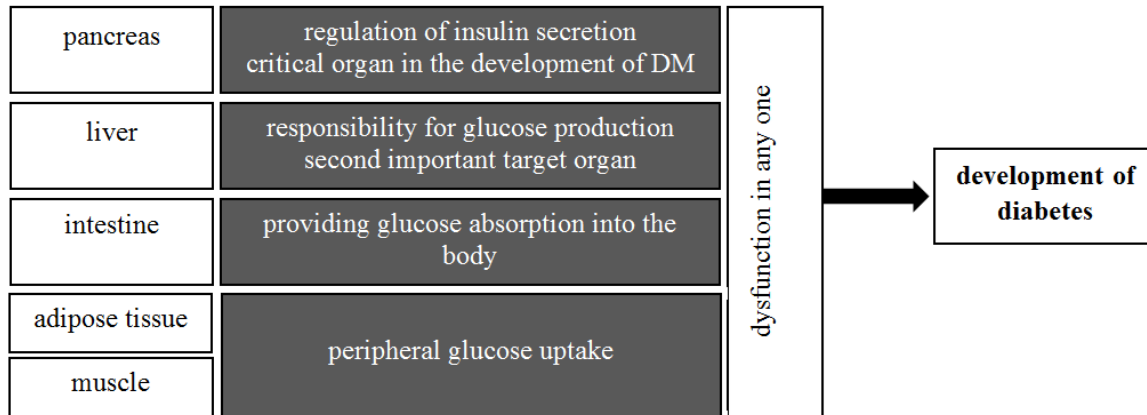 pancreas
regulation of insulin secretion
critical organ in the development of DM
liver
responsibility for glucose production
second important target organ
intestine
providing glucose absorption into the
body
adipose tissue
muscle
peripheral glucose uptake
dysfunction in any one
development of
diabetes